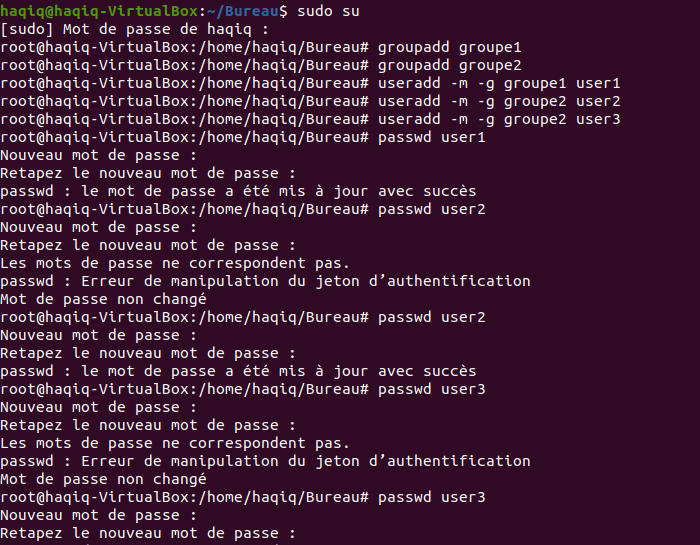 haqiq@haqiq-VirtualBox:~/Bureau$ sudo su
[sudo] Mot de passe de haqiq :
root@haqiq-VirtualBox:/home/haqiq/Bureau# groupadd groupe1
root@haqiq-VirtualBox:/home/haqiq/Bureau# groupadd groupe2
root@haqiq-VirtualBox:/home/haqiq/Bureau# useradd -m -g groupe1 user1
root@haqiq-VirtualBox:/home/haqiq/Bureau# useradd -m -g groupe2 user2
root@haqiq-VirtualBox:/home/haqiq/Bureau# useradd -m -g groupe2 user3
root@haqiq-VirtualBox:/home/haqiq/Bureau# passwd user1
Nouveau mot de passe :
Retapez le nouveau mot de passe :
passwd : le mot de passe a été mis à jour avec succès
root@haqiq-VirtualBox:/home/haqiq/Bureau# passwd user2
Nouveau mot de passe :
Retapez le nouveau mot de passe :
Les mots de passe ne correspondent pas.
passwd : Erreur de manipulation du jeton d’authentification
Mot de passe non changé
root@haqiq-VirtualBox:/home/haqiq/Bureau# passwd user2
Nouveau mot de passe :
Retapez le nouveau mot de passe :
passwd : le mot de passe a été mis à jour avec succès
root@haqiq-VirtualBox:/home/haqiq/Bureau# passwd user3
Nouveau mot de passe :
Retapez le nouveau mot de passe :
Les mots de passe ne correspondent pas.
passwd : Erreur de manipulation du jeton d’authentification
Mot de passe non changé
root@haqiq-VirtualBox:/home/haqiq/Bureau# passwd user3
Nouveau mot de passe :
Retapez le nouveau mot de passe :